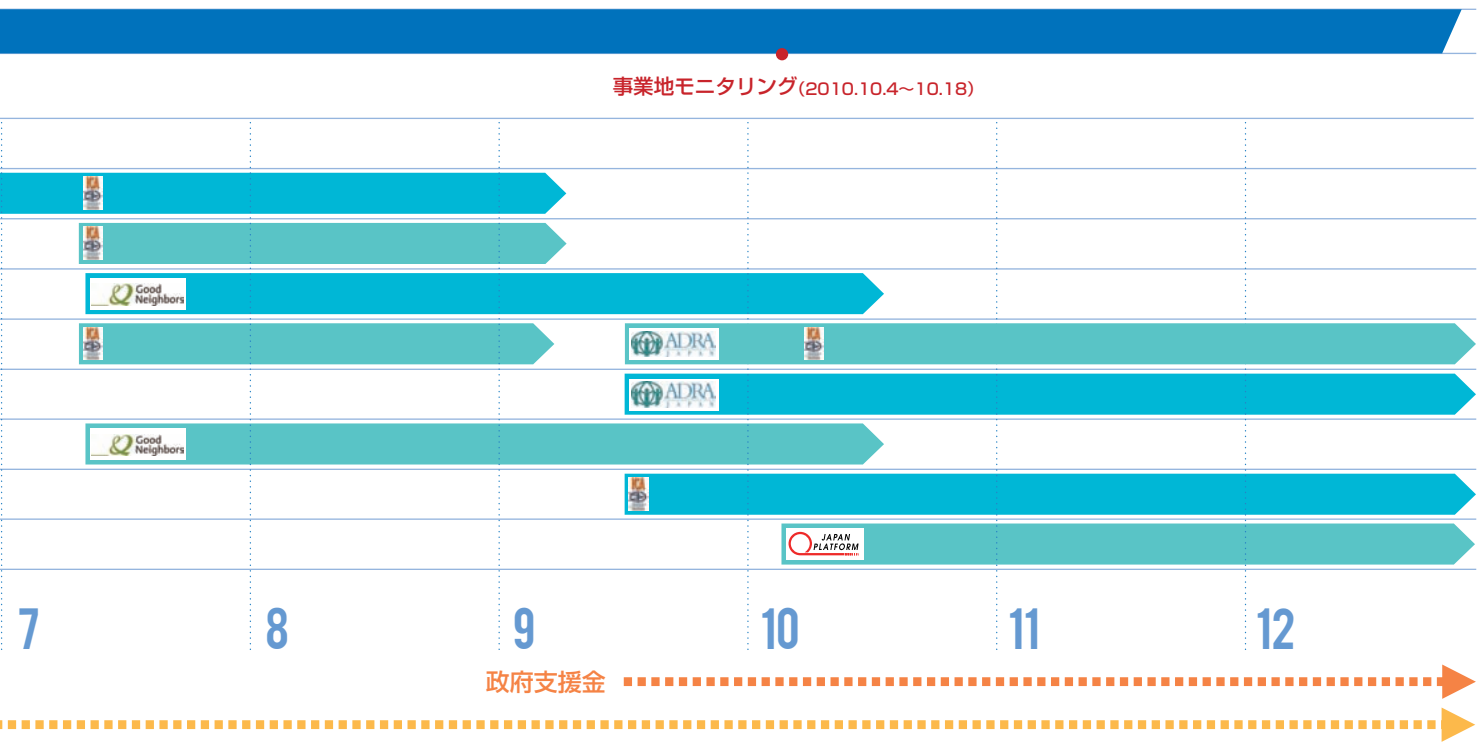 事業地モニタリング(2010.10.4〜10.18)
Good
Neighbors
ADRA
JAPAN
ADRA
JAPAN
Good
Neighbors
JAPAN
PLATFORM
7 8 9 10 11 12
政府支援金